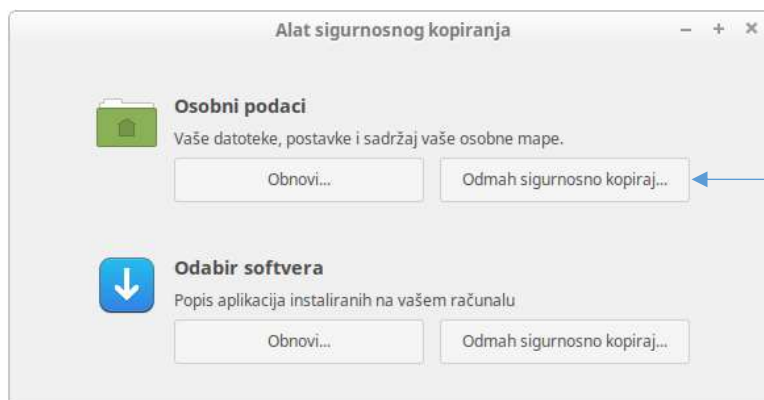 Alat sigurnosnog kopiranja
Osobni podaci
Vaše datoteke, postavke i sadržaj vaše osobne mape.
Obnovi... Odmah sigurnosno kopiraj...
Odabir softvera
Popis aplikacija instaliranih na vašem računalu
Obnovi... Odmah sigurnosno kopiraj...